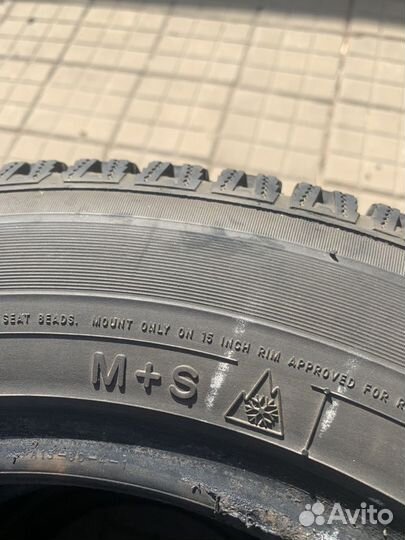 SEAT BEADS. MOUNT ONLY ON 15 INCH RIM APPROVED FOR R
M+S
Avito